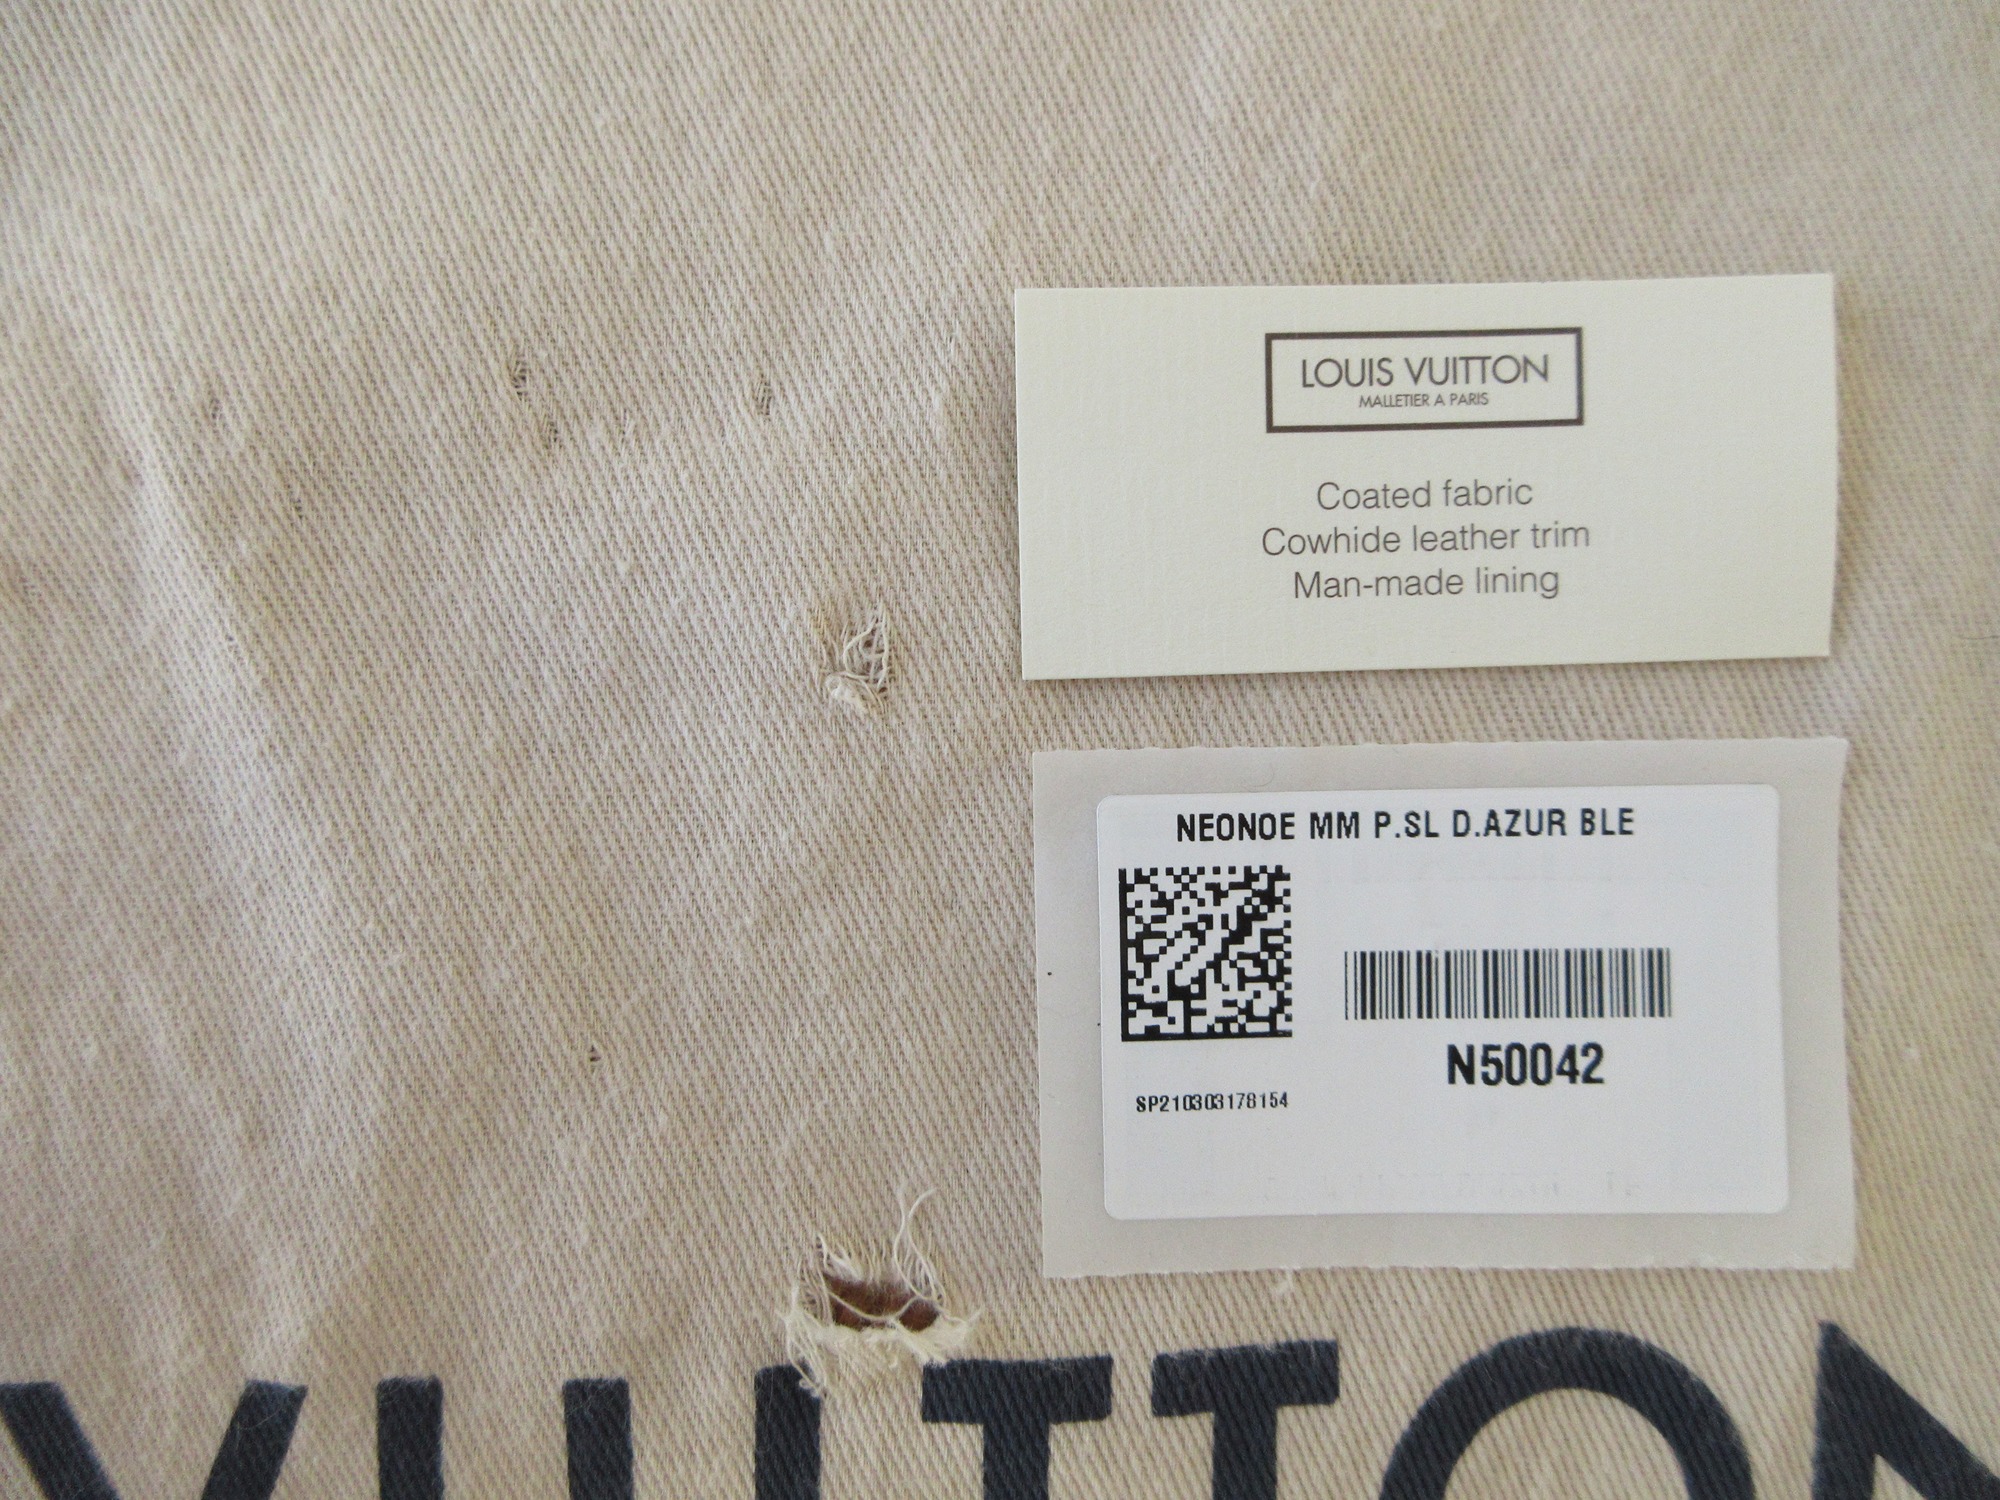 LOUIS VUITTON
MALLETIER A PARIS
Coated fabric
Cowhide leather trim
Man-made lining
NEONOE MM P.SL D.AZUR BLE
N50042
SP210303178154
VUITTON